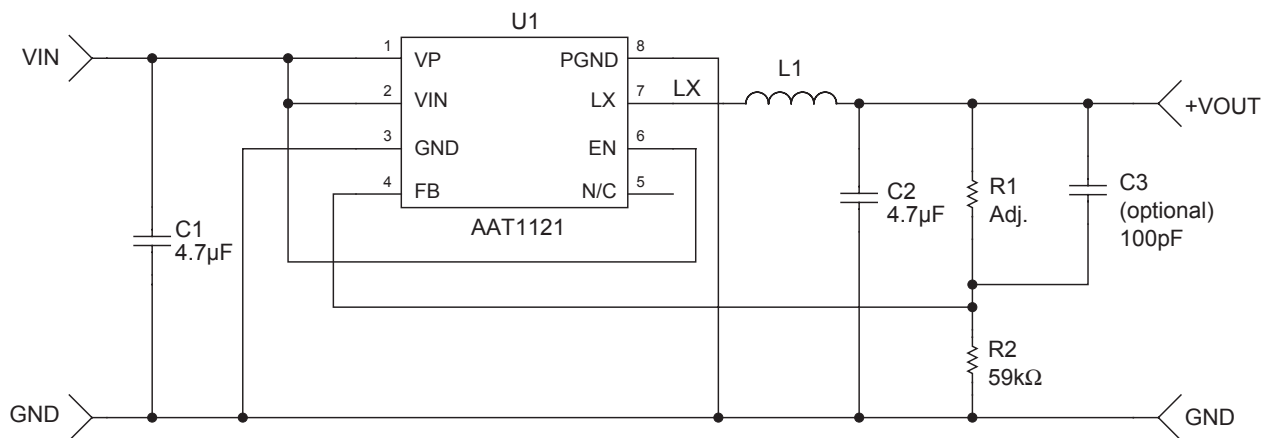 U1
VIN
1
VP
PGND
8
L1
2
VIN
LX
7
LX
+VOUT
3
GND
EN
6
4
FB
N/C
5
C2
4.7µF
R1
Adj.
C3
(optional)
100pF
AAT1121
C1
4.7µF
R2
59kΩ
GND
GND